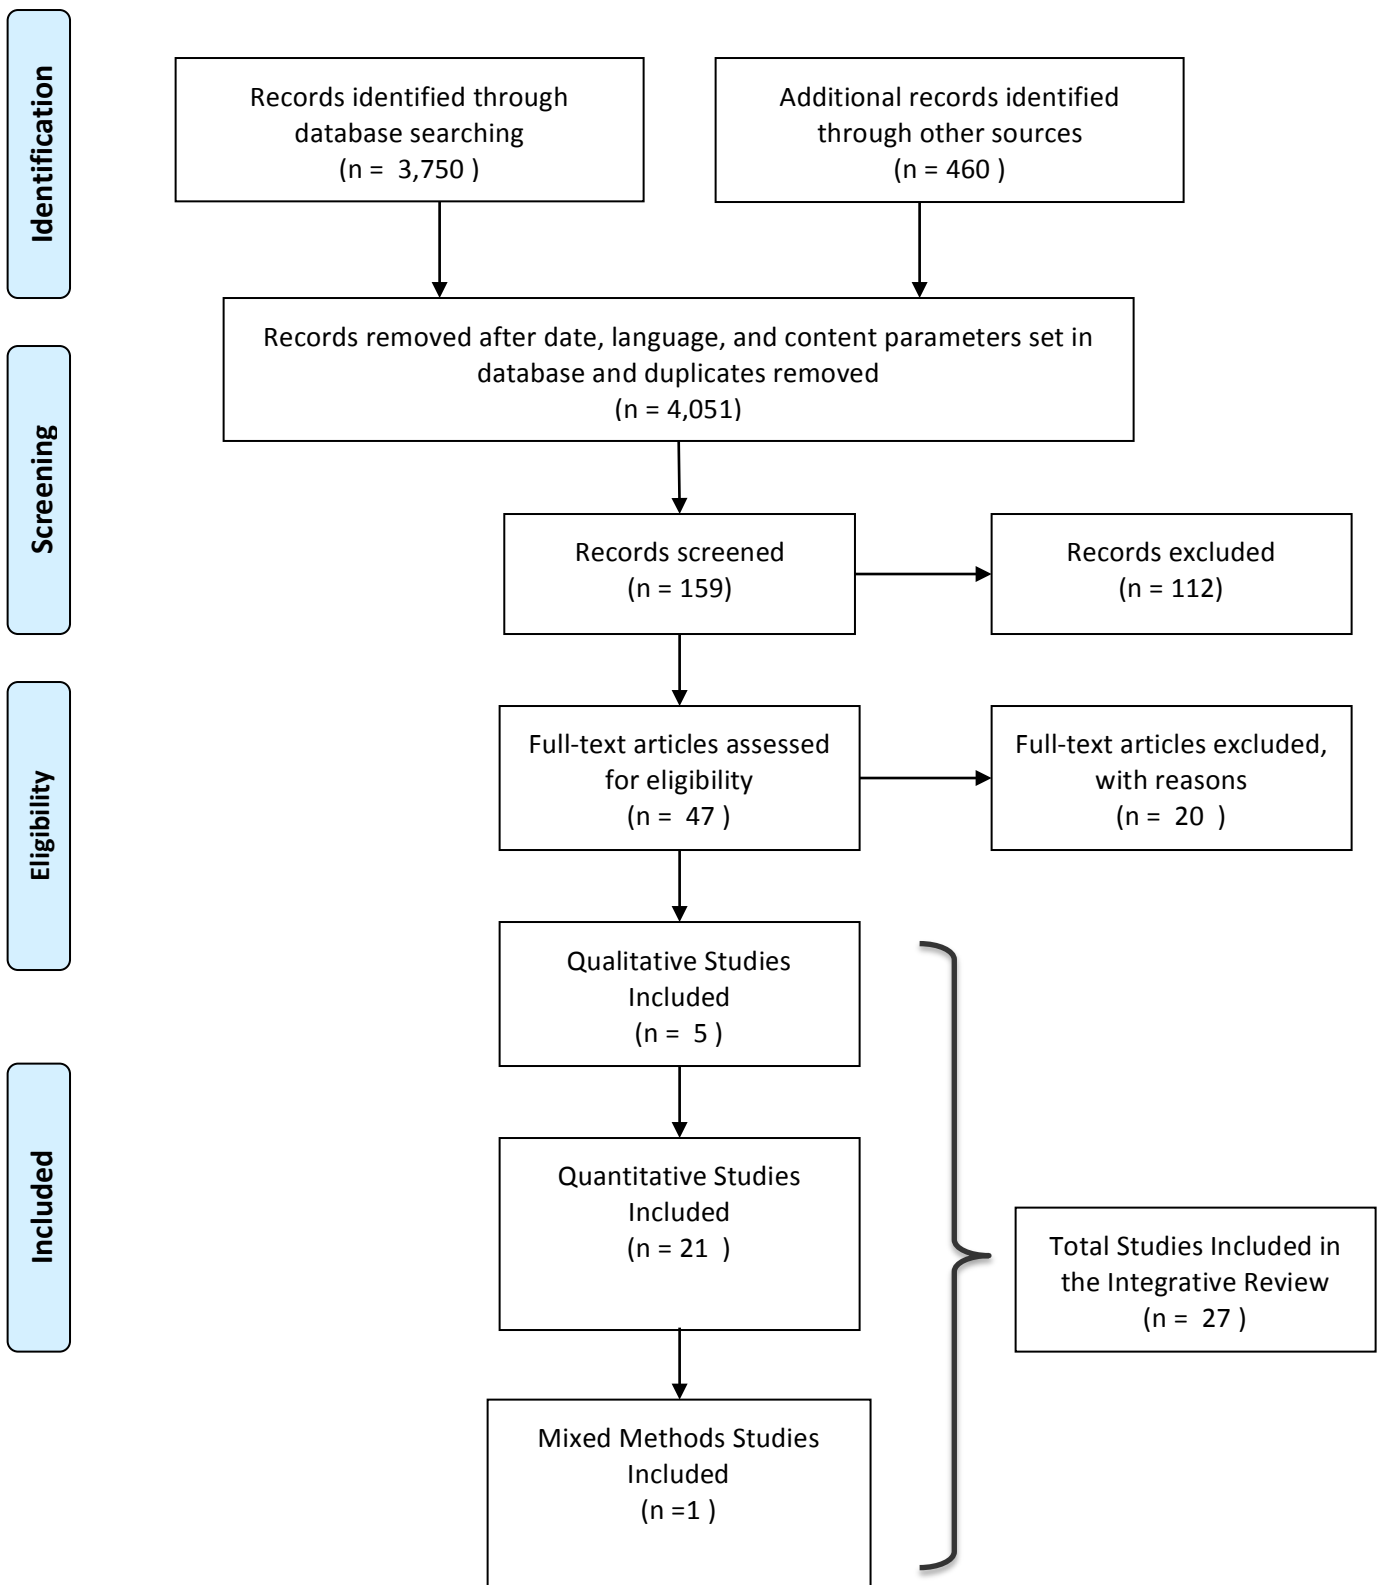 Identification
Records identified through
database searching
(n =  3,750 )
Additional records identified
through other sources
(n = 460 )
Records removed after date, language, and content parameters set in
database and duplicates removed
(n = 4,051)
Screening
Records screened
(n = 159)
Records excluded
(n = 112)
Eligibility
Full-text articles assessed
for eligibility
(n =  47 )
Full-text articles excluded,
with reasons
(n =  20  )
Qualitative Studies
Included
(n =  5 )
Included
Quantitative Studies
Included
(n = 21  )
Total Studies Included in
the Integrative Review
(n =  27 )
Mixed Methods Studies
Included
(n =1 )